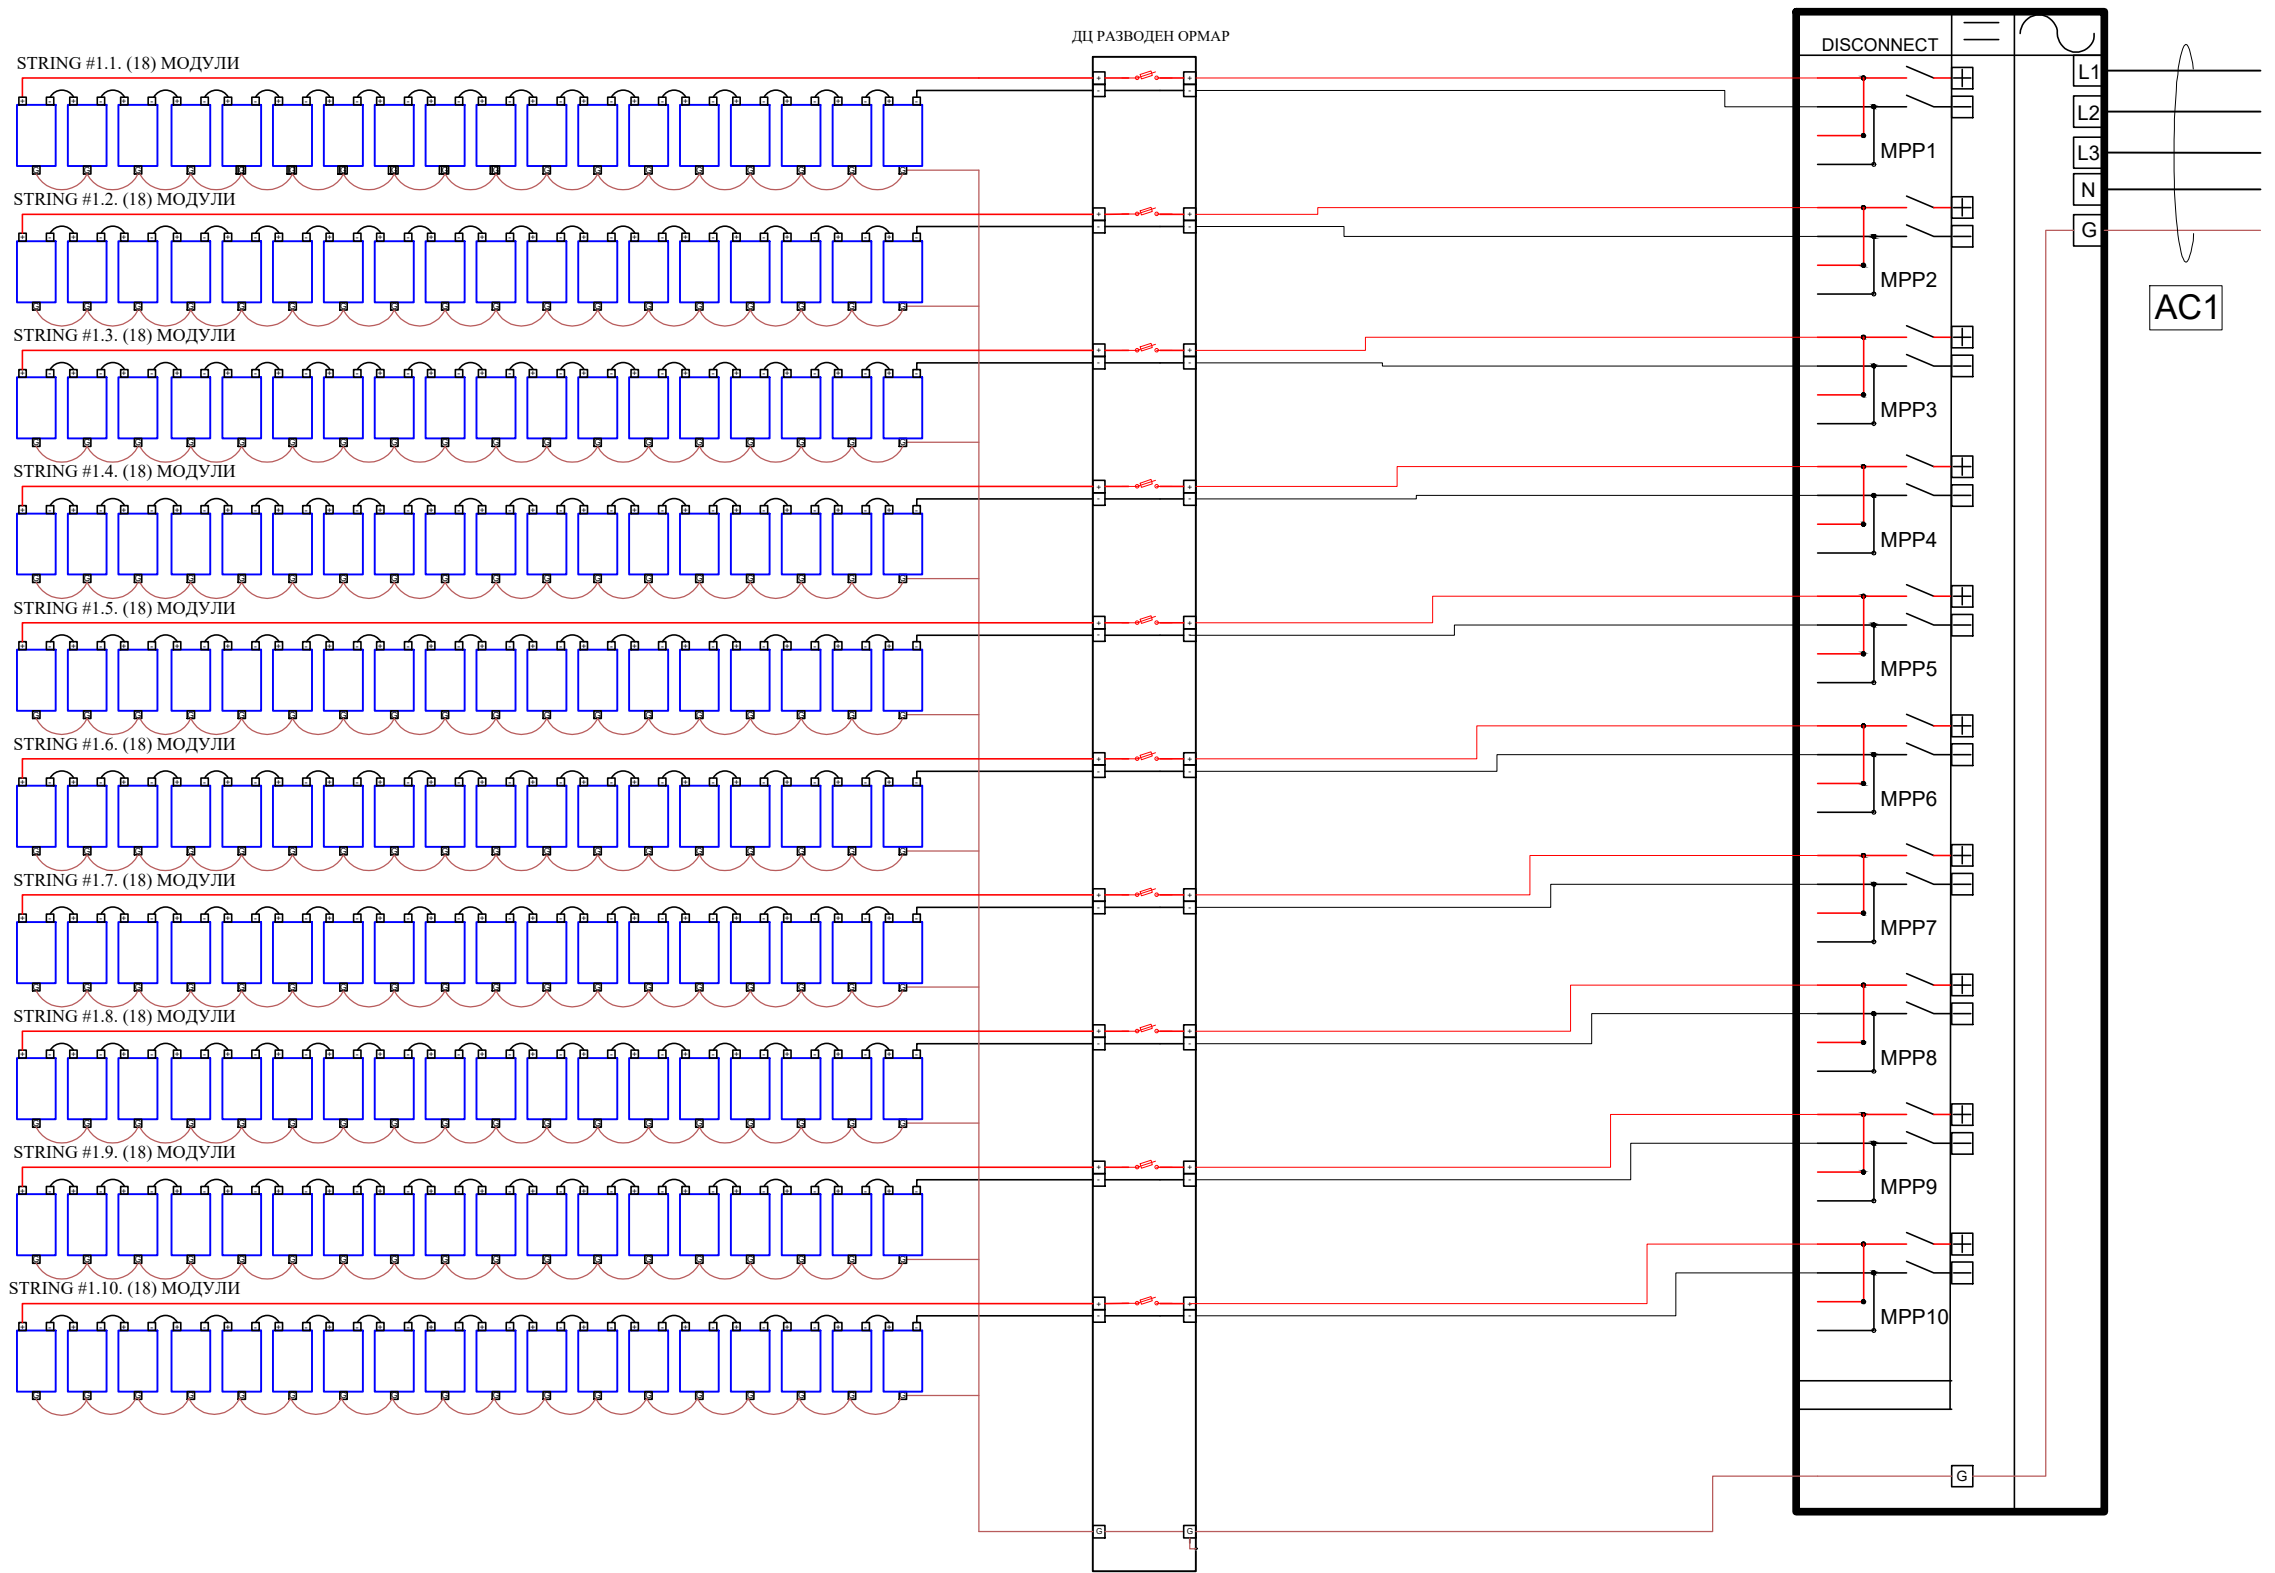 ДЦ РАЗВОДЕН ОРМАР
DISCONNECT
STRING #1.1. (18) МОДУЛИ
L1
L2
MPP1
L3
N
STRING #1.2. (18) МОДУЛИ
G
MPP2
AC1
STRING #1.3. (18) МОДУЛИ
MPP3
STRING #1.4. (18) МОДУЛИ
MPP4
STRING #1.5. (18) МОДУЛИ
MPP5
STRING #1.6. (18) МОДУЛИ
MPP6
STRING #1.7. (18) МОДУЛИ
MPP7
STRING #1.8. (18) МОДУЛИ
MPP8
STRING #1.9. (18) МОДУЛИ
MPP9
STRING #1.10. (18) МОДУЛИ
MPP10
G
G
G